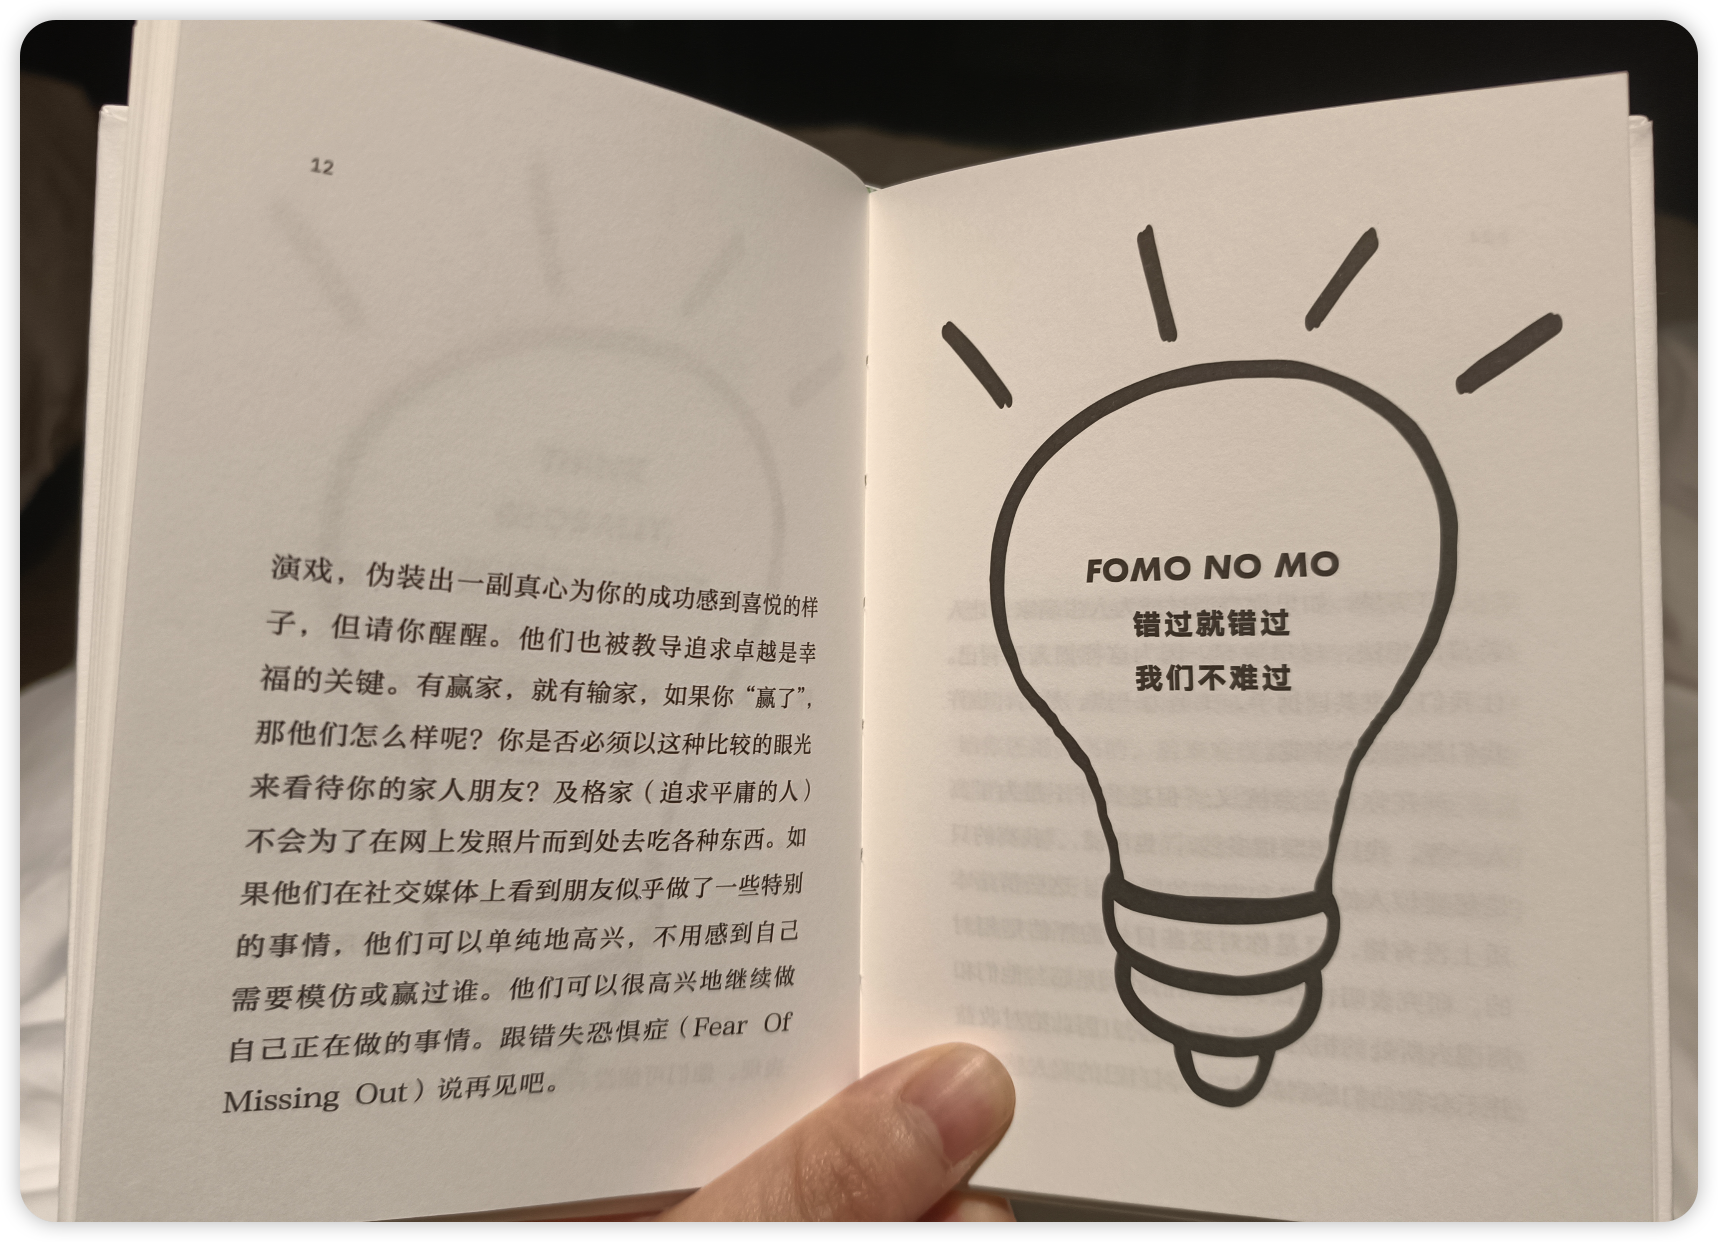 12
演戏，伪装出一副真心为你的成功感到喜悦的样
子，但请你醒醒。他们也被教导追求卓越是幸
福的关键。有赢家，就有输家，如果你“赢了”，
那他们怎么样呢？你是否必须以这种比较的眼光
来看待你的家人朋友？及格家（追求平庸的人）
不会为了在网上发照片而到处去吃各种东西。如
果他们在社交媒体上看到朋友似乎做了一些特别
的事情，他们可以单纯地高兴，不用感到自己
需要模仿或赢过谁。他们可以很高兴地继续做
自己正在做的事情。跟错失恐惧症（Fear Of
Missing Out）说再见吧。
FOMO NO MO
错过就错过
我们不难过